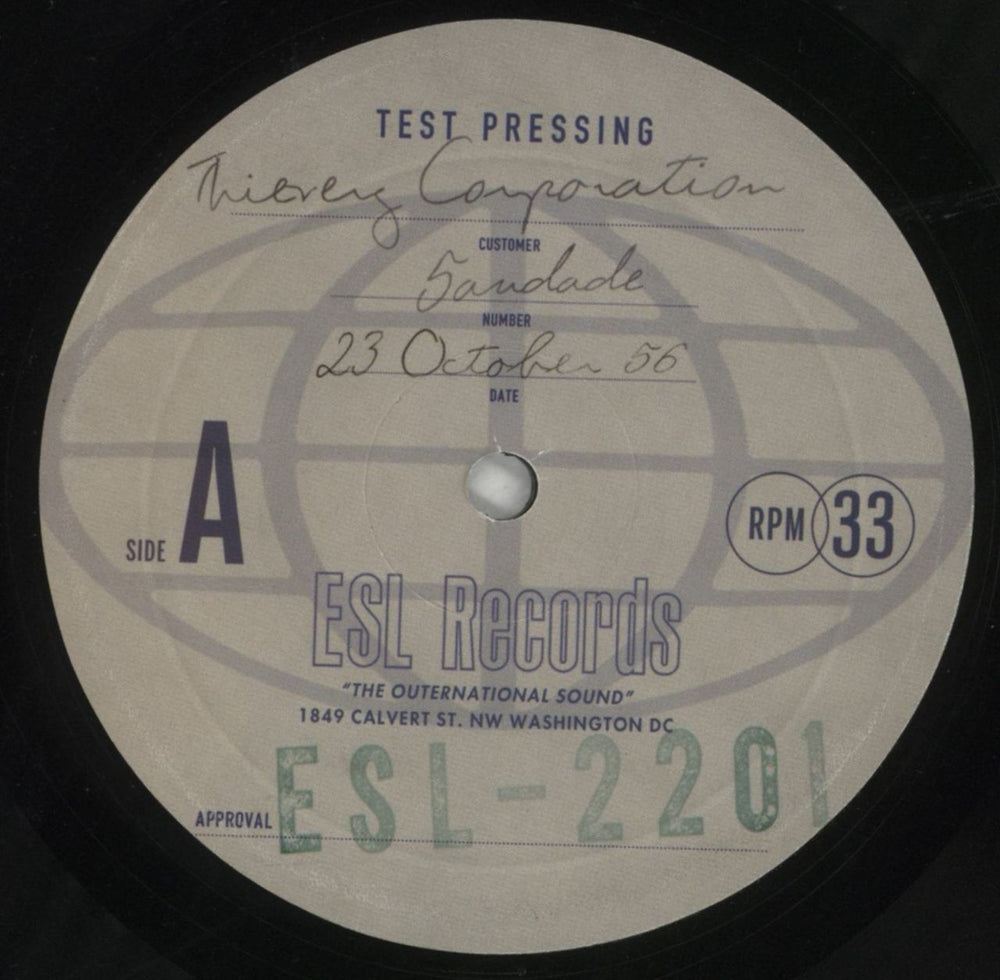 TEST PRESSING
Thievery Corporation
CUSTOMER
Saudade
NUMBER
23 October 56
DATE
SIDE A
RPM 33
ESL Records
"THE OUTERNATIONAL SOUND"
1849 CALVERT ST. NW WASHINGTON DC
APPROVAL ESL-2201